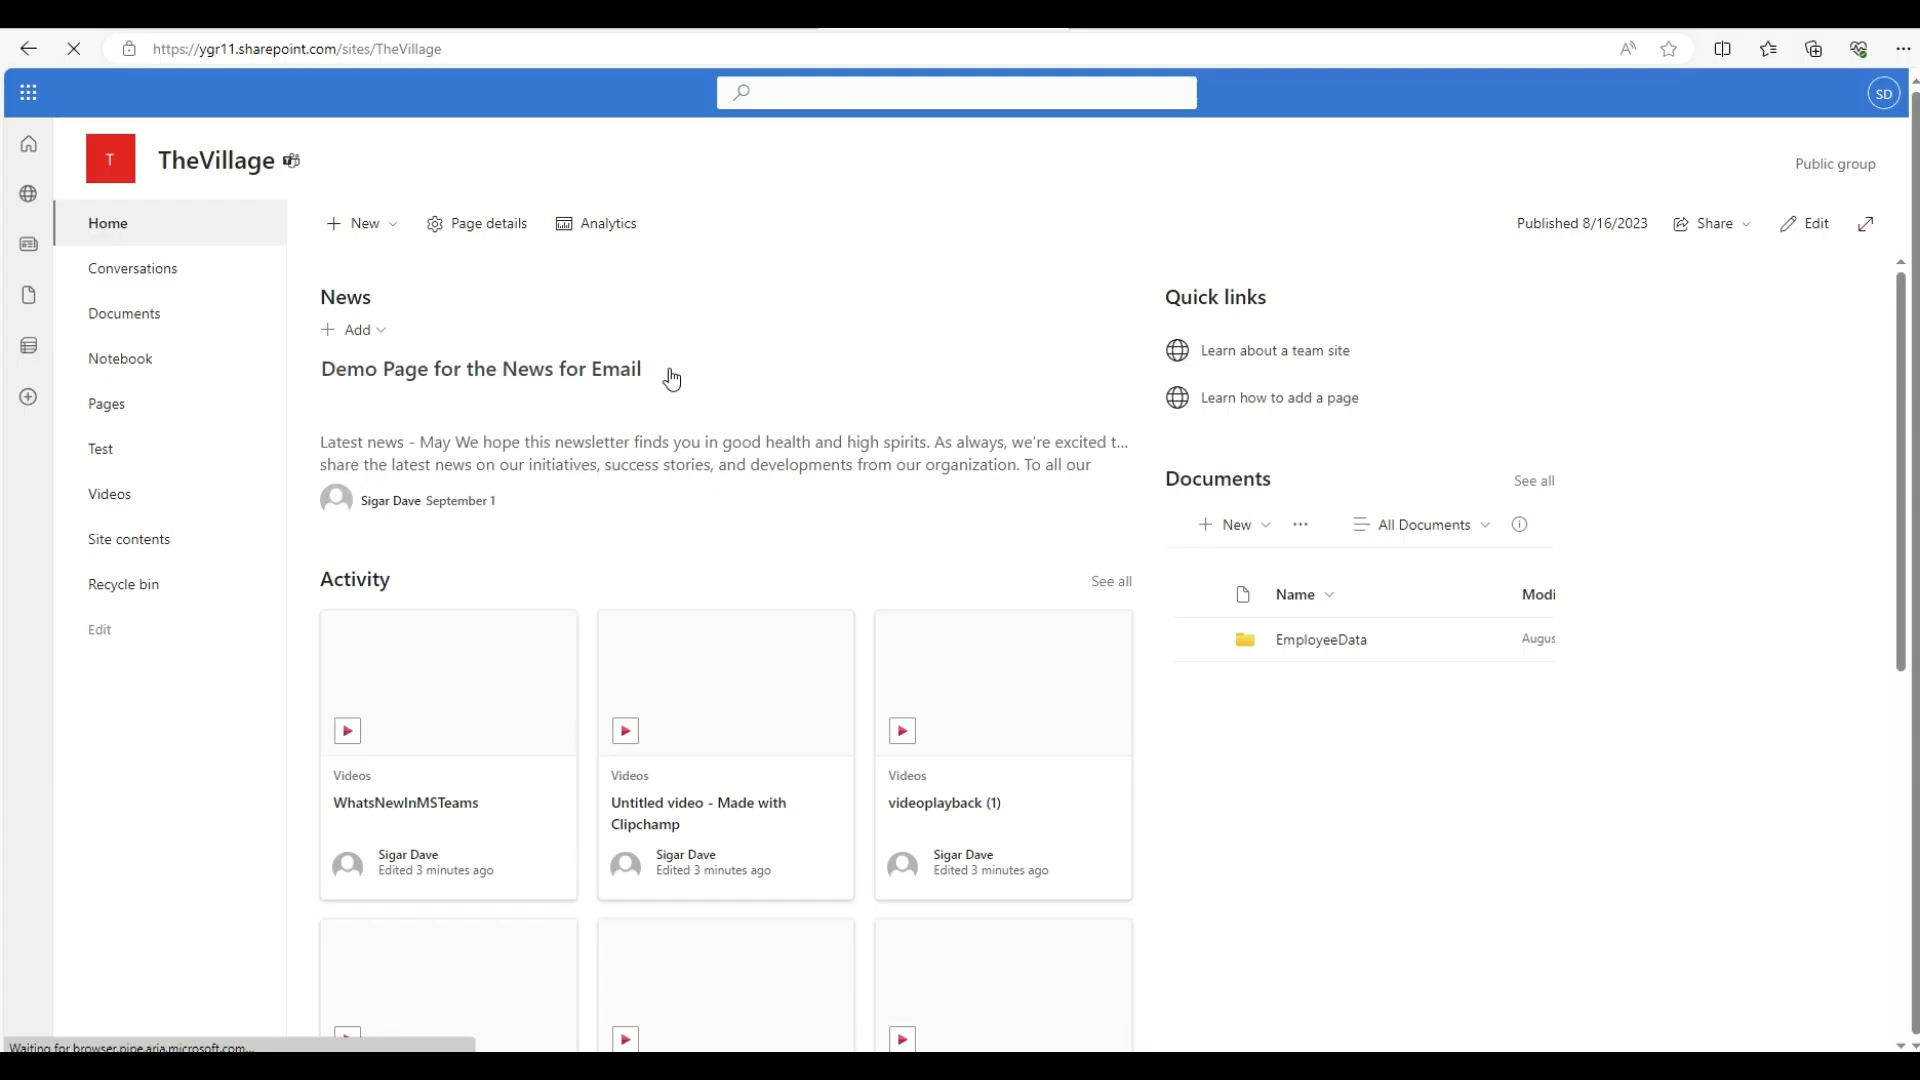 https://ygr11.sharepoint.com/sites/TheVillage
SD
T
TheVillage
Public group
Home
Conversations
Documents
Notebook
Pages
Test
Videos
Site contents
Recycle bin
Edit
New
Page details
Analytics
Published 8/16/2023
Share
Edit
News
Add
Demo Page for the News for Email
Latest news - May We hope this newsletter finds you in good health and high spirits. As always, we're excited t...
share the latest news on our initiatives, success stories, and developments from our organization. To all our
Sigar Dave September 1
Activity
See all
Videos
WhatsNewInMSTeams
Sigar Dave
Edited 3 minutes ago
Videos
Untitled video - Made with
Clipchamp
Sigar Dave
Edited 3 minutes ago
Videos
videoplayback (1)
Sigar Dave
Edited 3 minutes ago
Quick links
Learn about a team site
Learn how to add a page
Documents
See all
New
All Documents
Name
Modi
EmployeeData
Augus
Waiting for browser.pipe.aria.microsoft.com...